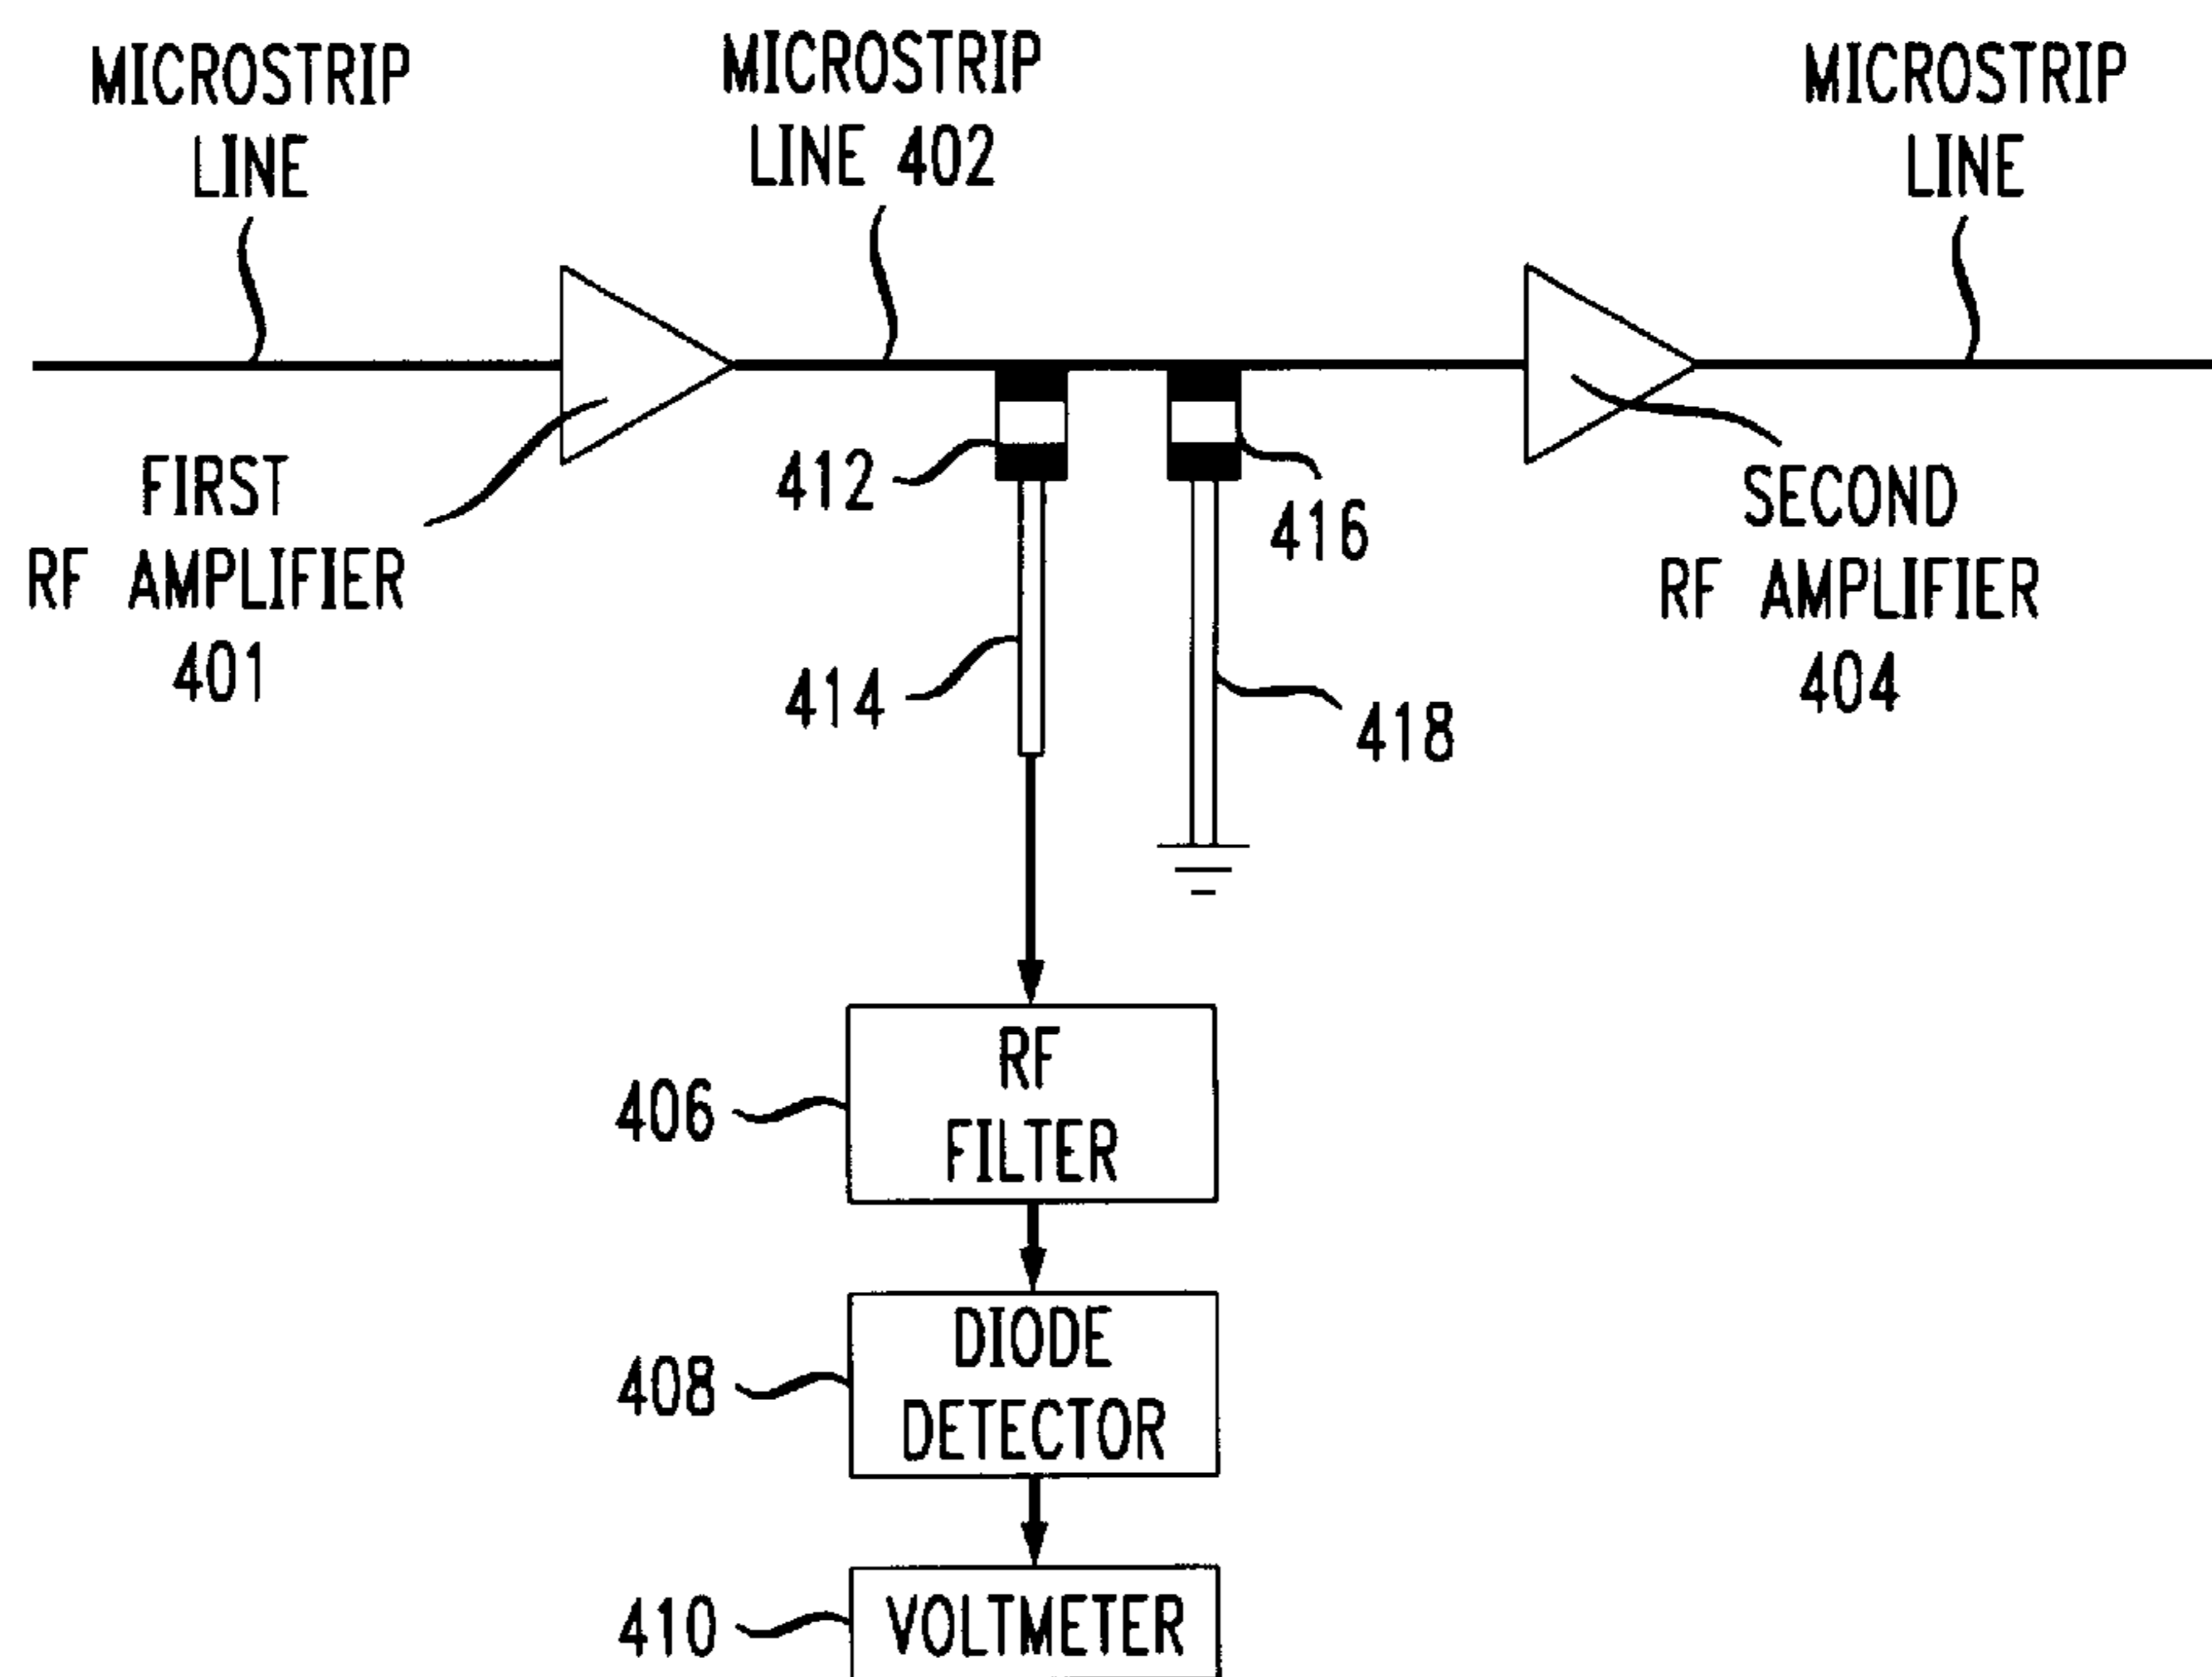 MICROSTRIP
LINE
MICROSTRIP
LINE 402
MICROSTRIP
LINE
FIRST
RF AMPLIFIER
401
412
416
SECOND
RF AMPLIFIER
404
414
418
406
RF
FILTER
408
DIODE
DETECTOR
410
VOLTMETER